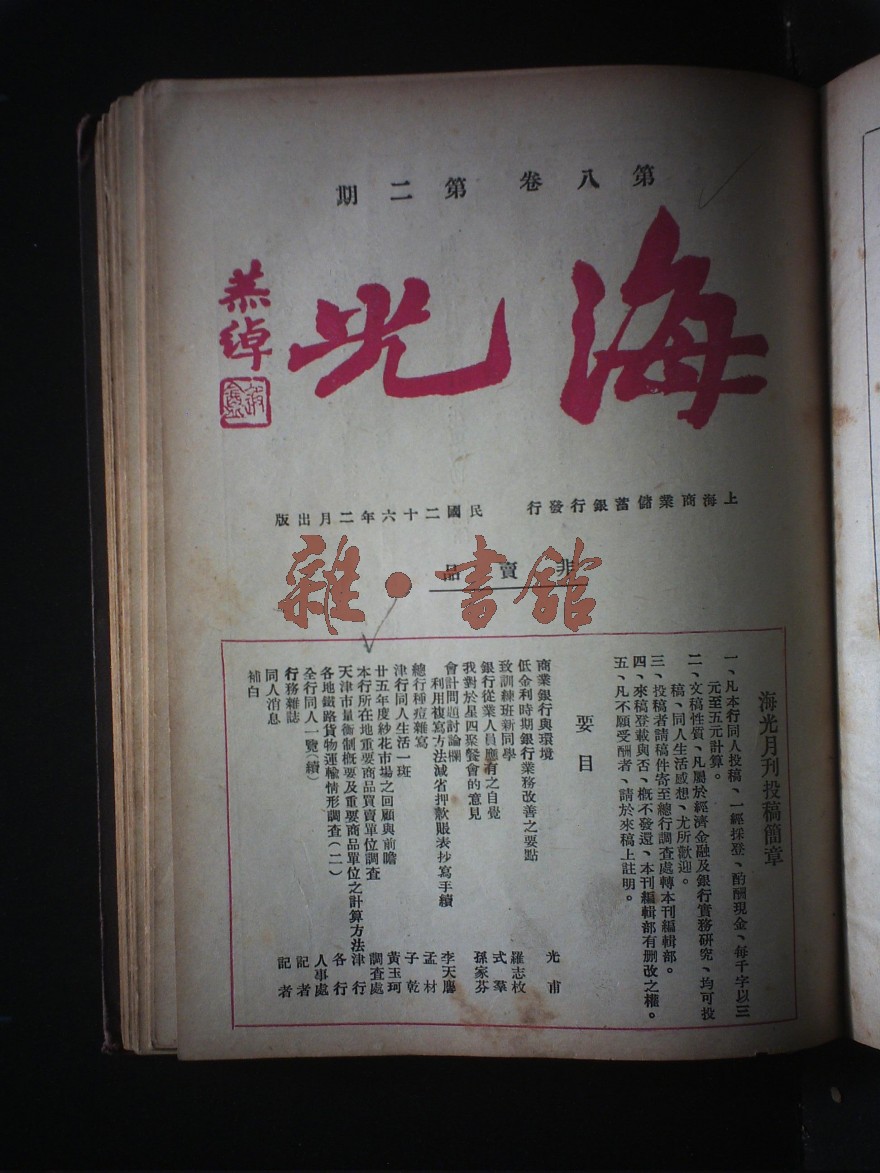 第八卷 第二期
海光
恭綽
上海商業儲蓄銀行發行 民國二十六年二月出版
非賣品
雜·書館
海光月刊投稿簡章
一、凡本行同人投稿、一經採登、酌酬現金、每千字以三
元至五元計算。
二、文稿性質、凡屬於經濟金融及銀行實務研究、均可投
稿、同人生活感想、尤所歡迎。
三、投稿者請稿件寄至總行調查處轉本刊編輯部。
四、來稿登載與否、概不發還、本刊編輯部有删改之權。
五、凡不願受酬者、請於來稿上註明。
要目
商業銀行與環境 光甫
低金利時期銀行業務改善之要點 羅志枚
致訓練班新同學 式羣
銀行從業人員應有之自覺 孫家芬
我對於星四聚餐會的意見
會計問題討論欄
利用複寫方法減省押款賬表抄寫手續 李天鷹
總行種痘雜寫 孟材
津行同人生活一斑 子乾
廿五年度紗花市場之回顧與前瞻 黃玉珂
本行所在地重要商品買賣單位調查 調查處
天津市量衡制概要及重要商品單位之計算方法 津行
各地鐵路貨物運輸情形調查(二) 各行
全行同人一覽(續) 人事處
行務雜誌 記者
同人消息 記者
補白